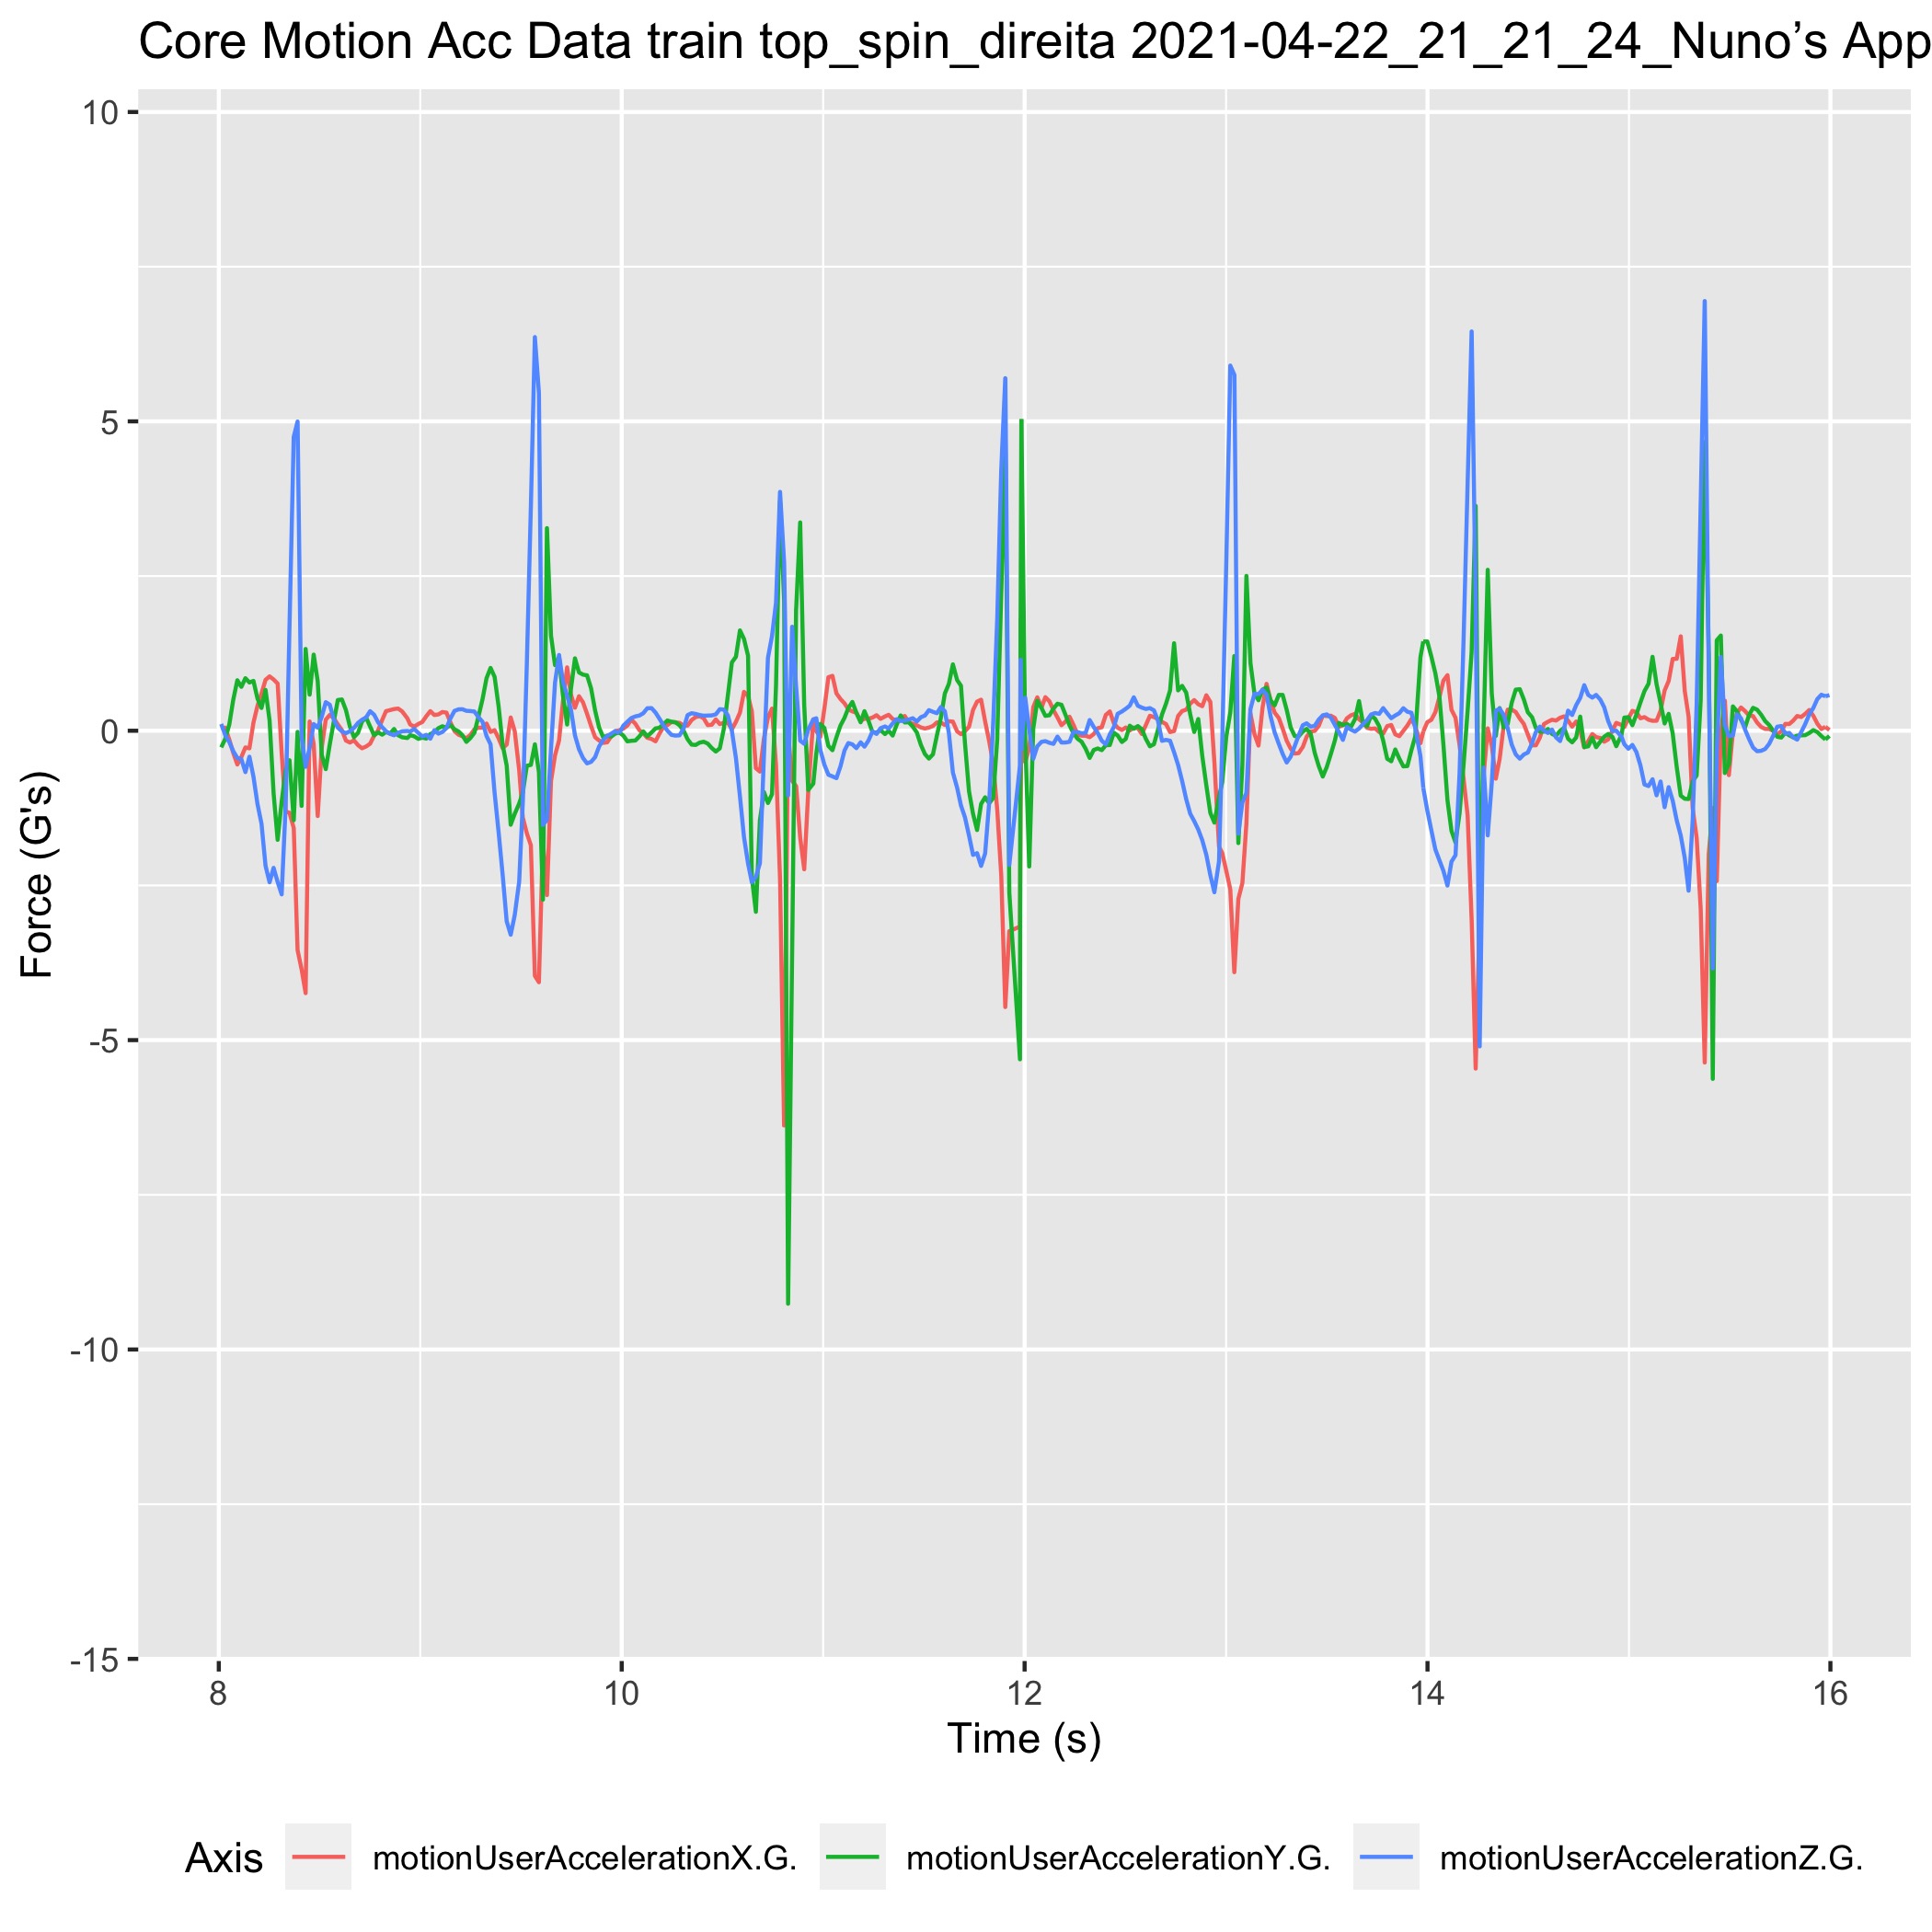 Core Motion Acc Data train top_spin_direita 2021-04-22_21_21_24_Nuno’s App
10
5
0
-5
-10
-15
Force (G's)
8 10 12 14 16
Time (s)
Axis motionUserAccelerationX.G. motionUserAccelerationY.G. motionUserAccelerationZ.G.